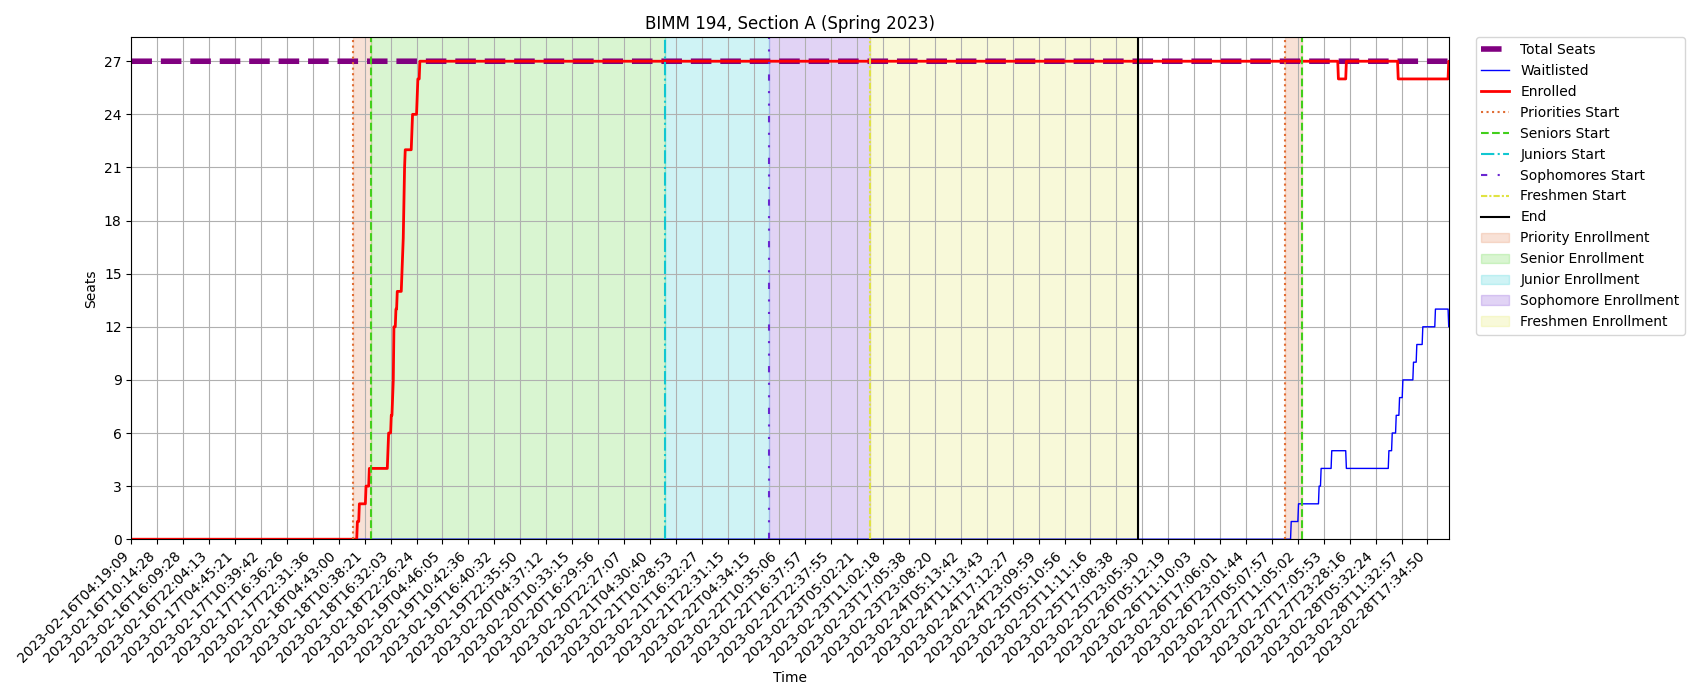 BIMM 194, Section A (Spring 2023)
Seats
27
24
21
18
15
12
9
6
3
0
2023-02-16T04:19:09
2023-02-16T10:14:28
2023-02-16T16:09:28
2023-02-16T22:04:13
2023-02-17T04:45:21
2023-02-17T10:39:42
2023-02-17T16:36:26
2023-02-17T22:31:36
2023-02-18T04:43:00
2023-02-18T10:38:21
2023-02-18T16:32:03
2023-02-18T22:26:24
2023-02-19T04:46:05
2023-02-19T10:42:36
2023-02-19T16:40:32
2023-02-19T22:35:50
2023-02-20T04:37:12
2023-02-20T10:33:15
2023-02-20T16:29:56
2023-02-20T22:27:07
2023-02-21T04:30:40
2023-02-21T10:28:53
2023-02-21T16:32:27
2023-02-21T22:31:15
2023-02-22T04:34:15
2023-02-22T10:35:06
2023-02-22T16:37:57
2023-02-22T22:37:55
2023-02-23T05:02:21
2023-02-23T11:02:18
2023-02-23T17:05:38
2023-02-23T23:08:20
2023-02-24T05:13:42
2023-02-24T11:13:43
2023-02-24T17:12:27
2023-02-24T23:09:59
2023-02-25T05:10:56
2023-02-25T11:11:16
2023-02-25T17:08:38
2023-02-25T23:05:30
2023-02-26T05:12:19
2023-02-26T11:10:03
2023-02-26T17:06:01
2023-02-26T23:01:44
2023-02-27T05:07:57
2023-02-27T11:05:02
2023-02-27T17:05:53
2023-02-27T23:28:16
2023-02-28T05:32:24
2023-02-28T11:32:57
2023-02-28T17:34:50
Time
Total Seats
Waitlisted
Enrolled
Priorities Start
Seniors Start
Juniors Start
Sophomores Start
Freshmen Start
End
Priority Enrollment
Senior Enrollment
Junior Enrollment
Sophomore Enrollment
Freshmen Enrollment